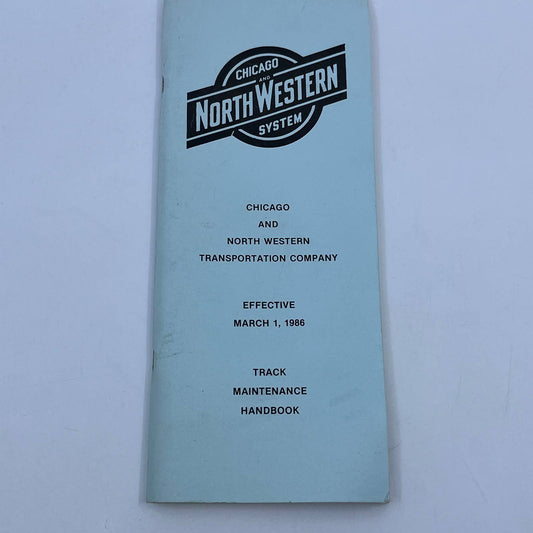 CHICAGO
AND
NORTH WESTERN
SYSTEM
CHICAGO
AND
NORTH WESTERN
TRANSPORTATION COMPANY
EFFECTIVE
MARCH 1, 1986
TRACK
MAINTENANCE
HANDBOOK